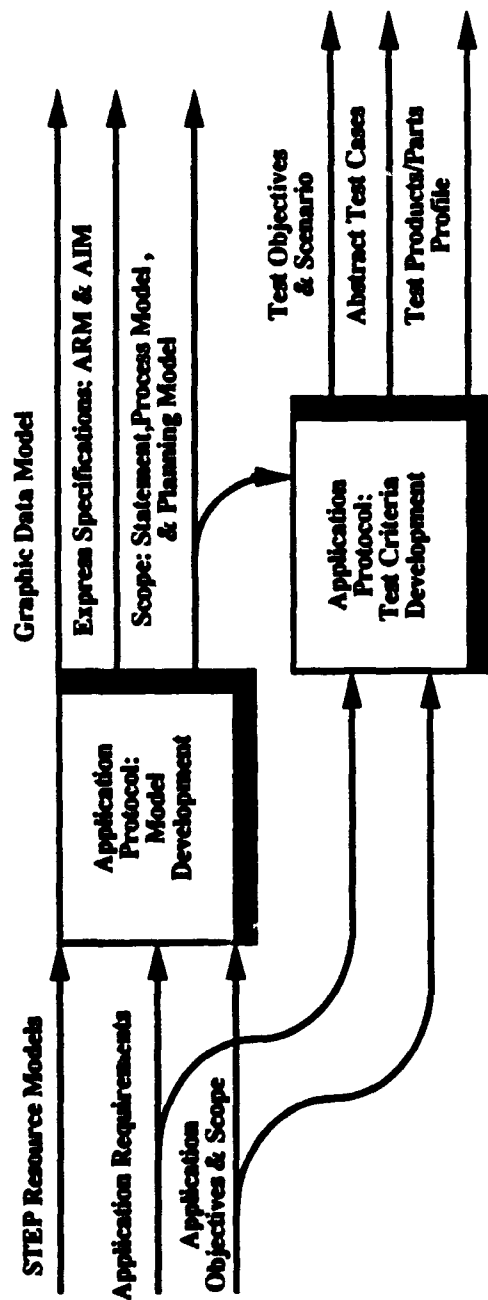 STEP Resource Models
Application Requirements
Application
Objectives & Scope
Application
Protocol:
Model
Development
Graphic Data Model
Express Specifications: ARM & AIM
Scope: Statement,Process Model ,
& Planning Model
Application
Protocol:
Test Criteria
Development
Test Objectives
& Scenario
Abstract Test Cases
Test Products/Parts
Profile